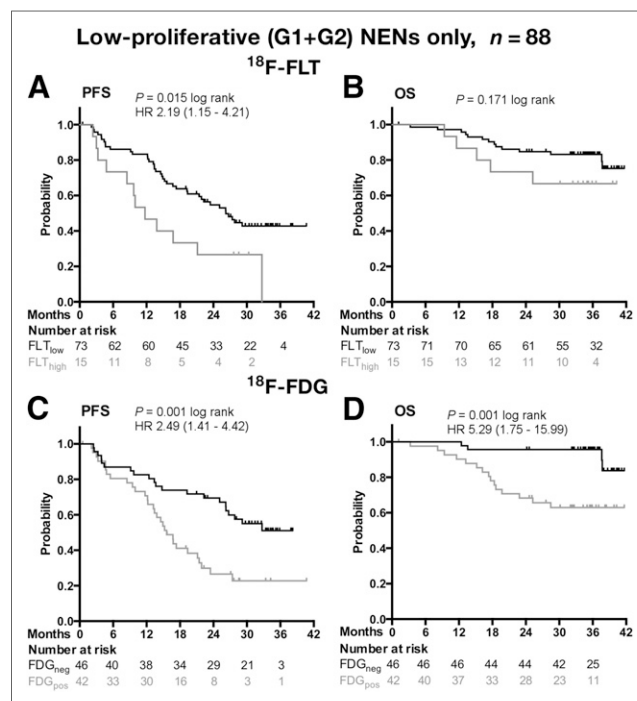 Low-proliferative (G1+G2) NENs only, n = 88
18F-FLT
A PFS
P = 0.015 log rank
HR 2.19 (1.15 - 4.21)
Probability
1.0
0.8
0.6
0.4
0.2
0.0
Months 0 6 12 18 24 30 36 42
Number at risk
FLTlow 73 62 60 45 33 22 4
FLThigh 15 11 8 5 4 2
B OS
P = 0.171 log rank
Probability
1.0
0.8
0.6
0.4
0.2
0.0
Months 0 6 12 18 24 30 36 42
Number at risk
FLTlow 73 71 70 65 61 55 32
FLThigh 15 15 13 12 11 10 4
18F-FDG
C PFS
P = 0.001 log rank
HR 2.49 (1.41 - 4.42)
Probability
1.0
0.8
0.6
0.4
0.2
0.0
Months 0 6 12 18 24 30 36 42
Number at risk
FDGneg 46 40 38 34 29 21 3
FDGpos 42 33 30 16 8 3 1
D OS
P = 0.001 log rank
HR 5.29 (1.75 - 15.99)
Probability
1.0
0.8
0.6
0.4
0.2
0.0
Months 0 6 12 18 24 30 36 42
Number at risk
FDGneg 46 46 46 44 44 42 25
FDGpos 42 40 37 33 28 23 11